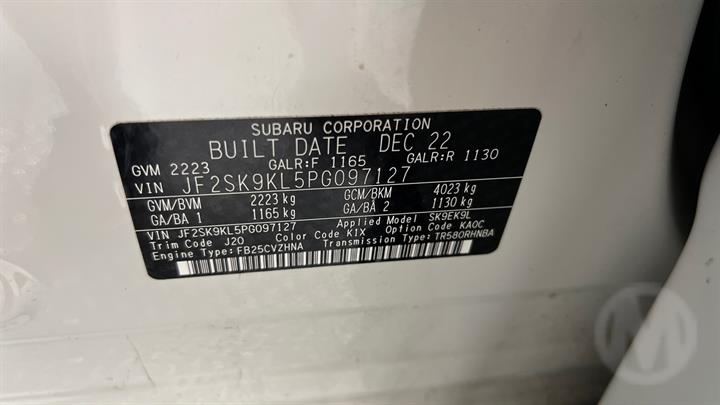 SUBARU CORPORATION
BUILT DATE DEC 22
GVM 2223 GALR:F 1165 GALR:R 1130
VIN JF2SK9KL5PG097127
GVM/BVM 2223 kg GCM/BKM 4023 kg
GA/BA 1 1165 kg GA/BA 2 1130 kg
VIN JF2SK9KL5PG097127 Applied Model SK9EK9L
Trim Code J20 Color Code K1X Option Code KAOC
Engine Type: FB25CVZHNA Transmission Type: TR580RHNBA
M